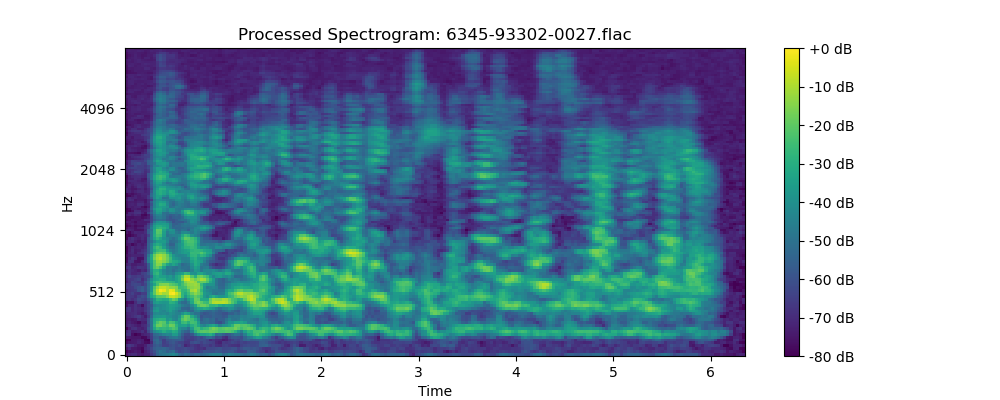 Processed Spectrogram: 6345-93302-0027.flac
Hz
4096
2048
1024
512
0
0 1 2 3 4 5 6
Time
+0 dB
-10 dB
-20 dB
-30 dB
-40 dB
-50 dB
-60 dB
-70 dB
-80 dB